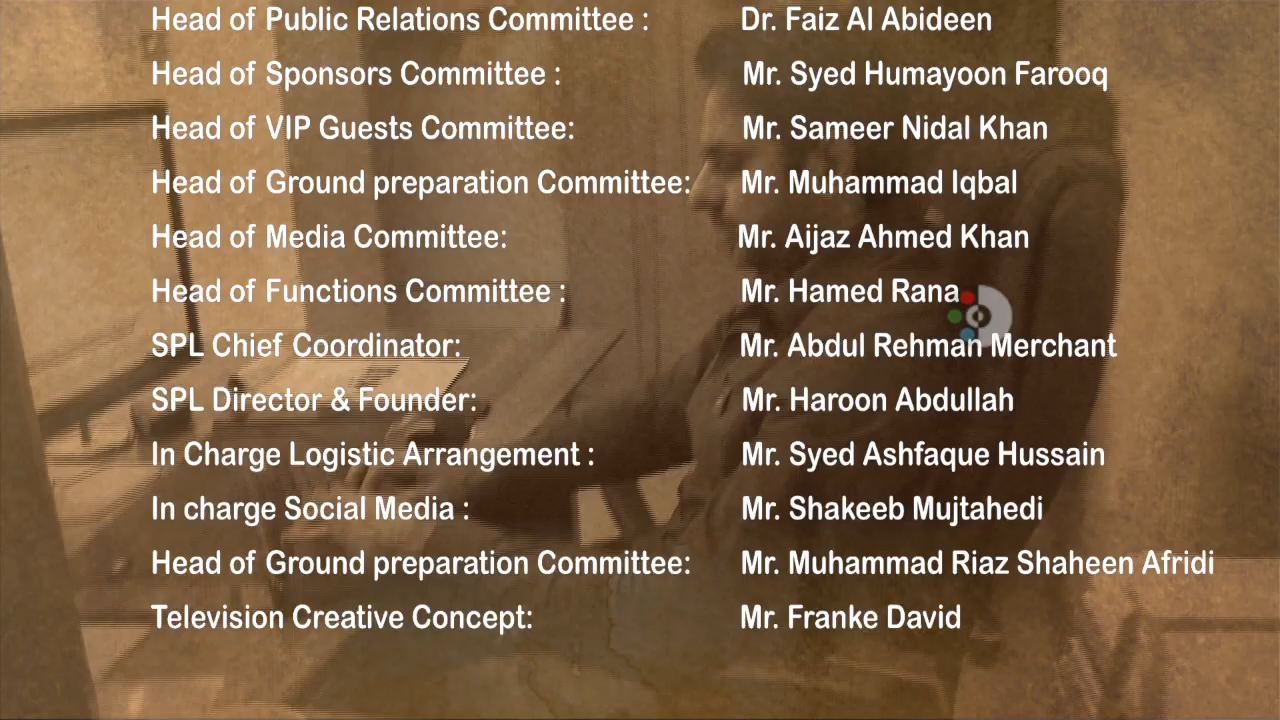 Head of Public Relations Committee : Dr. Faiz Al Abideen
Head of Sponsors Committee : Mr. Syed Humayoon Farooq
Head of VIP Guests Committee: Mr. Sameer Nidal Khan
Head of Ground preparation Committee: Mr. Muhammad Iqbal
Head of Media Committee: Mr. Aijaz Ahmed Khan
Head of Functions Committee : Mr. Hamed Rana
SPL Chief Coordinator: Mr. Abdul Rehman Merchant
SPL Director & Founder: Mr. Haroon Abdullah
In Charge Logistic Arrangement : Mr. Syed Ashfaque Hussain
In charge Social Media : Mr. Shakeeb Mujtahedi
Head of Ground preparation Committee: Mr. Muhammad Riaz Shaheen Afridi
Television Creative Concept: Mr. Franke David